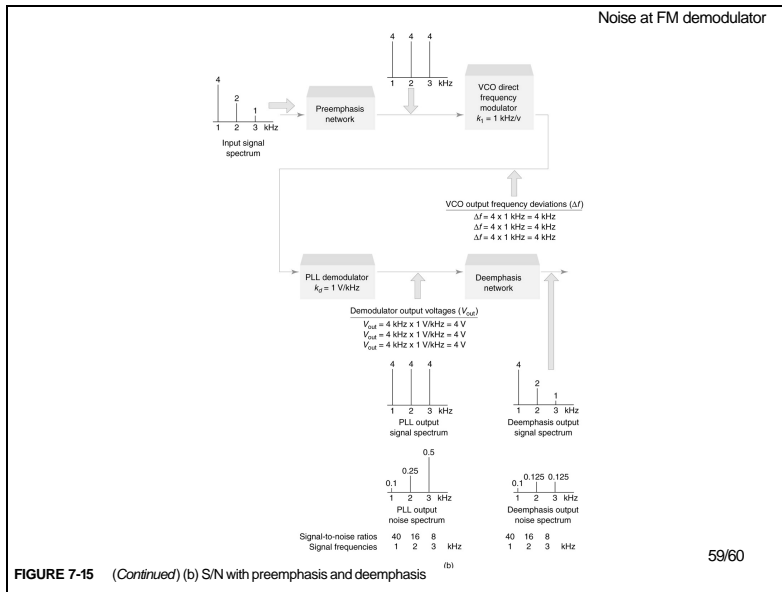 Noise at FM demodulator
4 4 4
1 2 3 kHz
4
2
1
1 2 3 kHz
Input signal
spectrum
Preemphasis
network
VCO direct
frequency
modulator
k₁ = 1 kHz/v
VCO output frequency deviations (Δf)
Δf = 4 x 1 kHz = 4 kHz
Δf = 4 x 1 kHz = 4 kHz
Δf = 4 x 1 kHz = 4 kHz
PLL demodulator
k_d = 1 V/kHz
Deemphasis
network
Demodulator output voltages (V_out)
V_out = 4 kHz x 1 V/kHz = 4 V
V_out = 4 kHz x 1 V/kHz = 4 V
V_out = 4 kHz x 1 V/kHz = 4 V
4 4 4
1 2 3 kHz
PLL output
signal spectrum
4
2
1
1 2 3 kHz
Deemphasis output
signal spectrum
0.5
0.25
0.1
1 2 3 kHz
PLL output
noise spectrum
0.1 0.125 0.125
1 2 3 kHz
Deemphasis output
noise spectrum
Signal-to-noise ratios 40 16 8 40 16 8
Signal frequencies 1 2 3 kHz 1 2 3 kHz
(b)
59/60
FIGURE 7-15 (Continued) (b) S/N with preemphasis and deemphasis